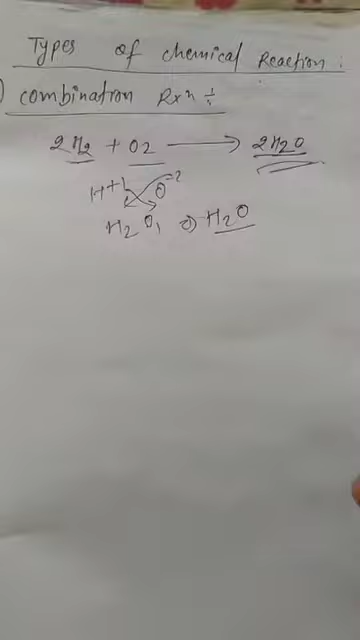 Types of chemical Reaction :
) combination Rxⁿ ÷
2H2 + O2 ⟶ 2H2O
H+1 O-2
H2O1 ⇒ H2O